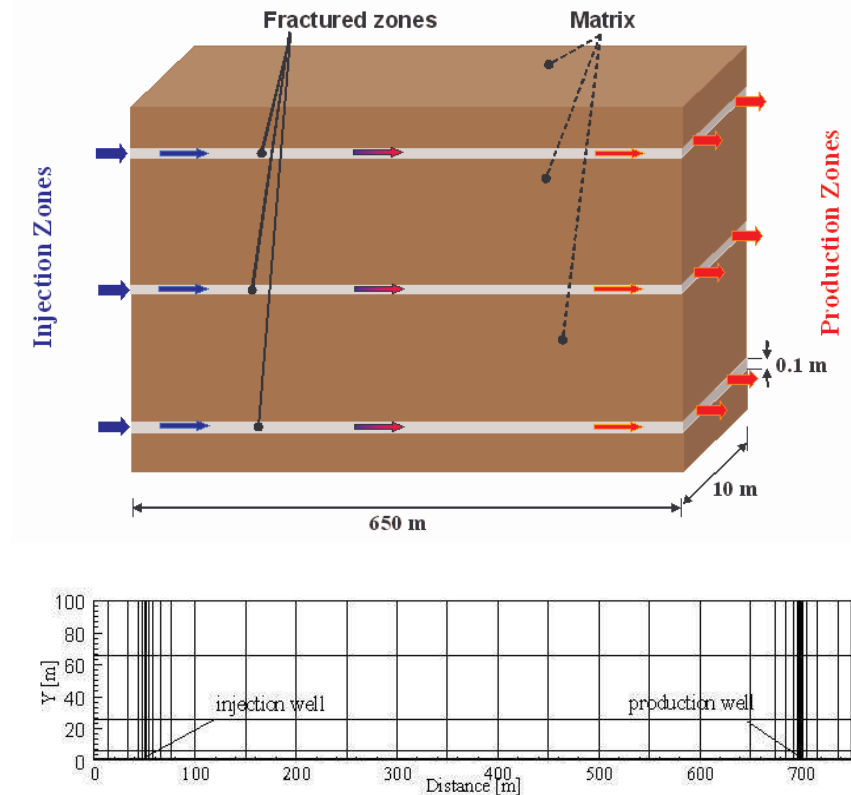 Fractured zones
Matrix
Injection Zones
Production Zones
0.1 m
10 m
650 m
100
80
60
40
20
0
Y [m]
injection well
production well
0 100 200 300 400 500 600 700
Distance [m]